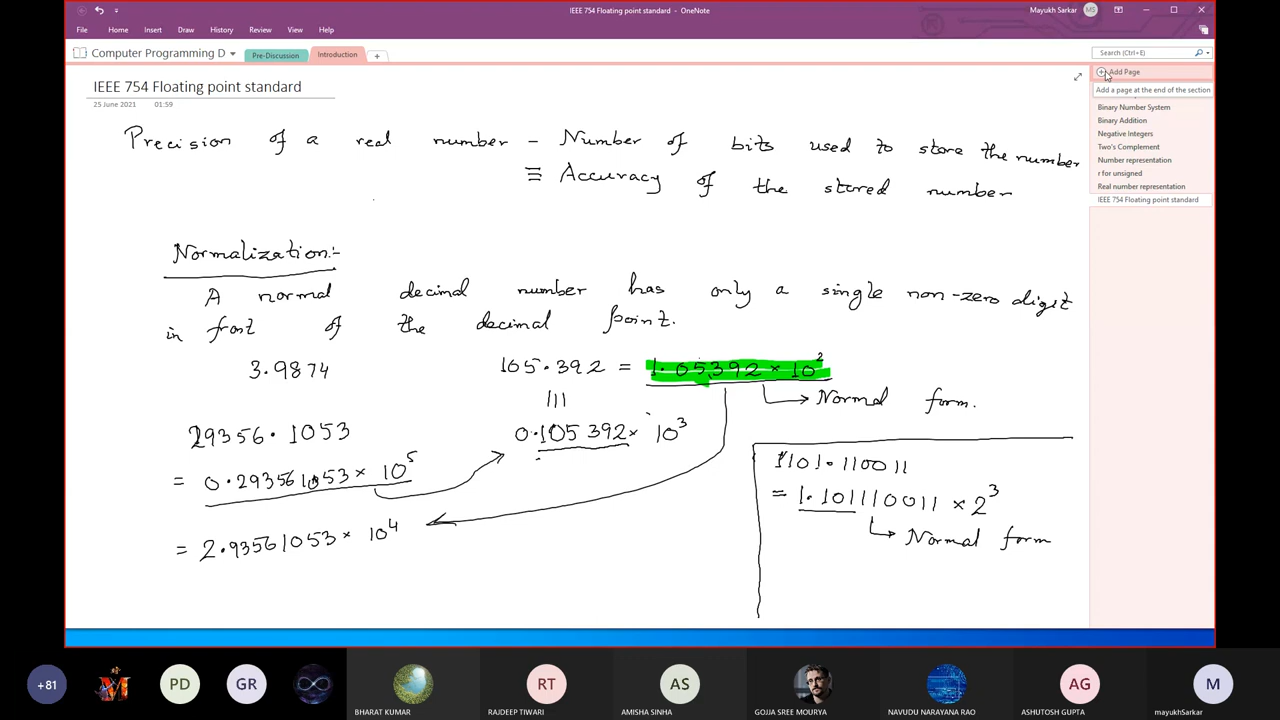 IEEE 754 Floating point standard - OneNote
Mayukh Sarkar MS
File Home Insert Draw History Review View Help
Computer Programming D Pre-Discussion Introduction +
Search (Ctrl+E)
IEEE 754 Floating point standard
25 June 2021 01:59
Add Page
Add a page at the end of the section
Binary Number System
Binary Addition
Negative Integers
Two's Complement
Number representation
r for unsigned
Real number representation
IEEE 754 Floating point standard
Precision of a real number - Number of bits used to store the number
≡ Accuracy of the stored number
Normalization:-
A normal decimal number has only a single non-zero digit
in front of the decimal point.
3.9874
105.392 = 1.05392 × 10²
Normal form.
0.105392 × 10³
29356.1053
= 0.293561053 × 10⁵
= 2.93561053 × 10⁴
1101.110011
= 1.101110011 × 2³
Normal form
+81 PD GR RT AS AG M
BHARAT KUMAR RAJDEEP TIWARI AMISHA SINHA GOJJA SREE MOURYA NAVUDU NARAYANA RAO ASHUTOSH GUPTA mayukhSarkar